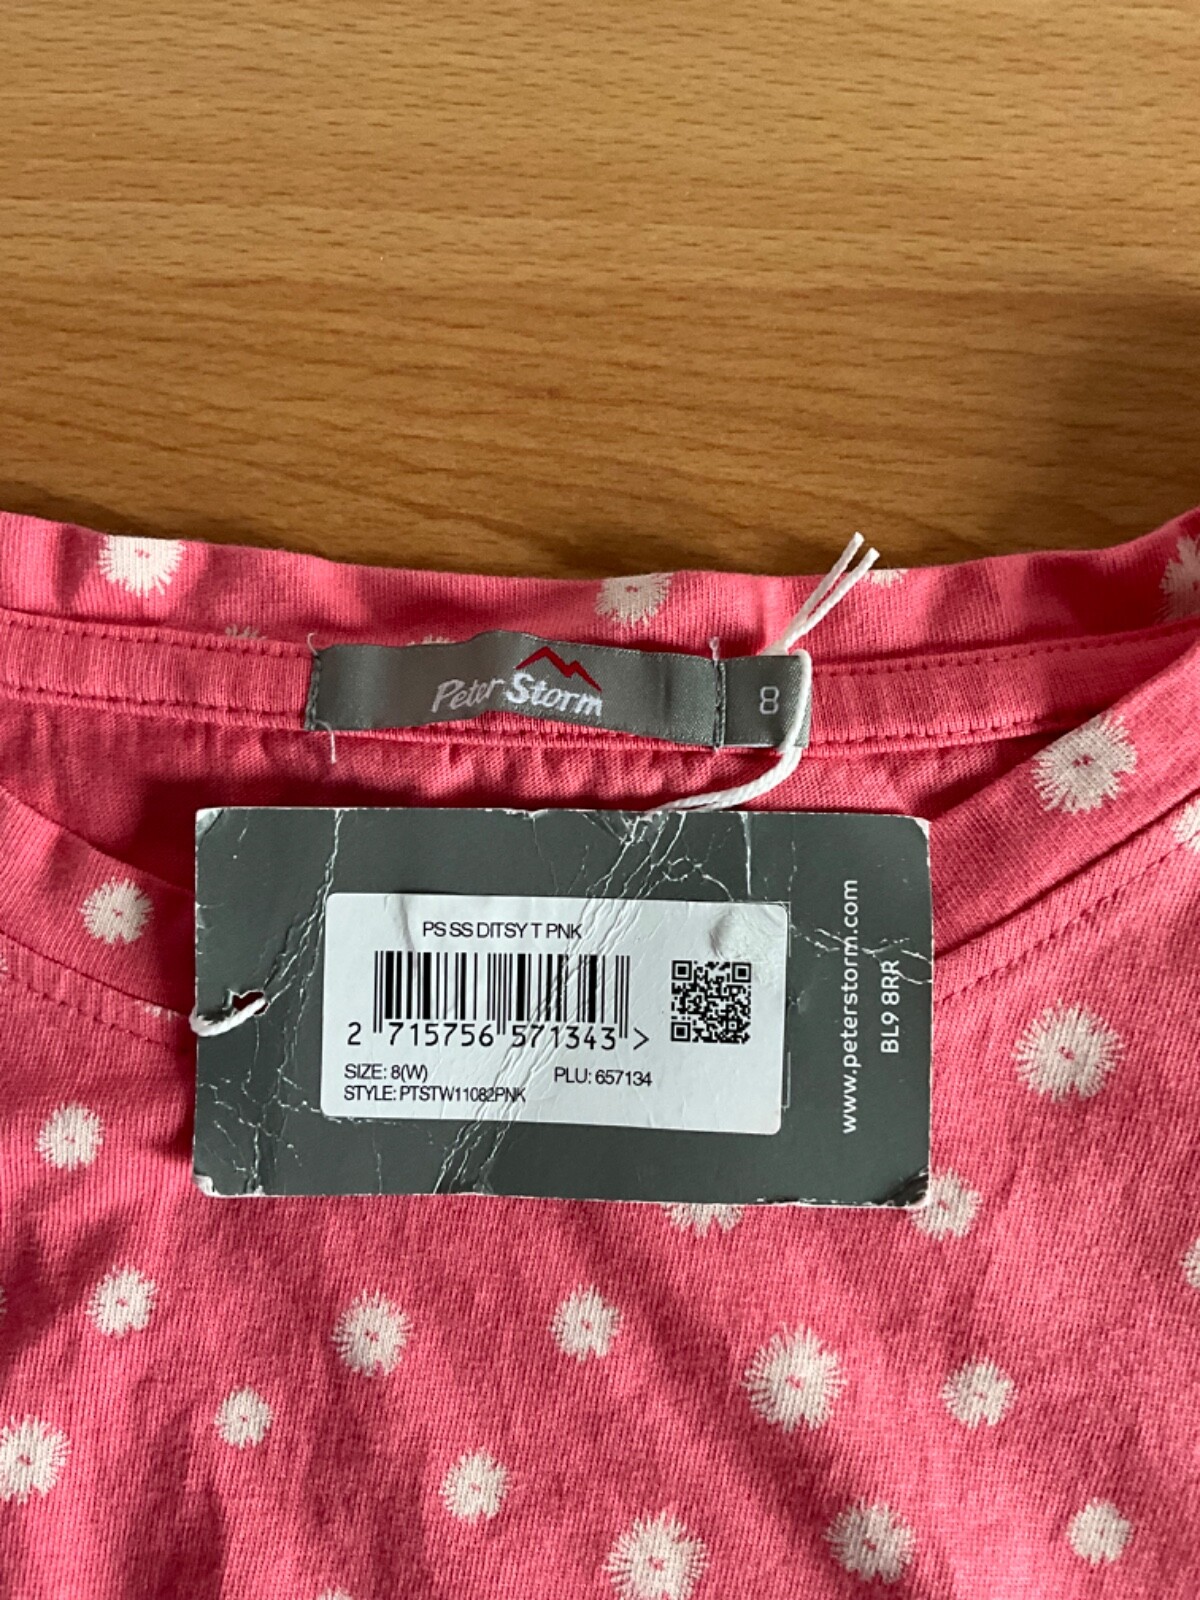 Peter Storm
8
PS SS DITSY T PNK
2 715756 571343 >
SIZE: 8(W) PLU: 657134
STYLE: PTSTW11082PNK
www.peterstorm.com
BL9 8RR